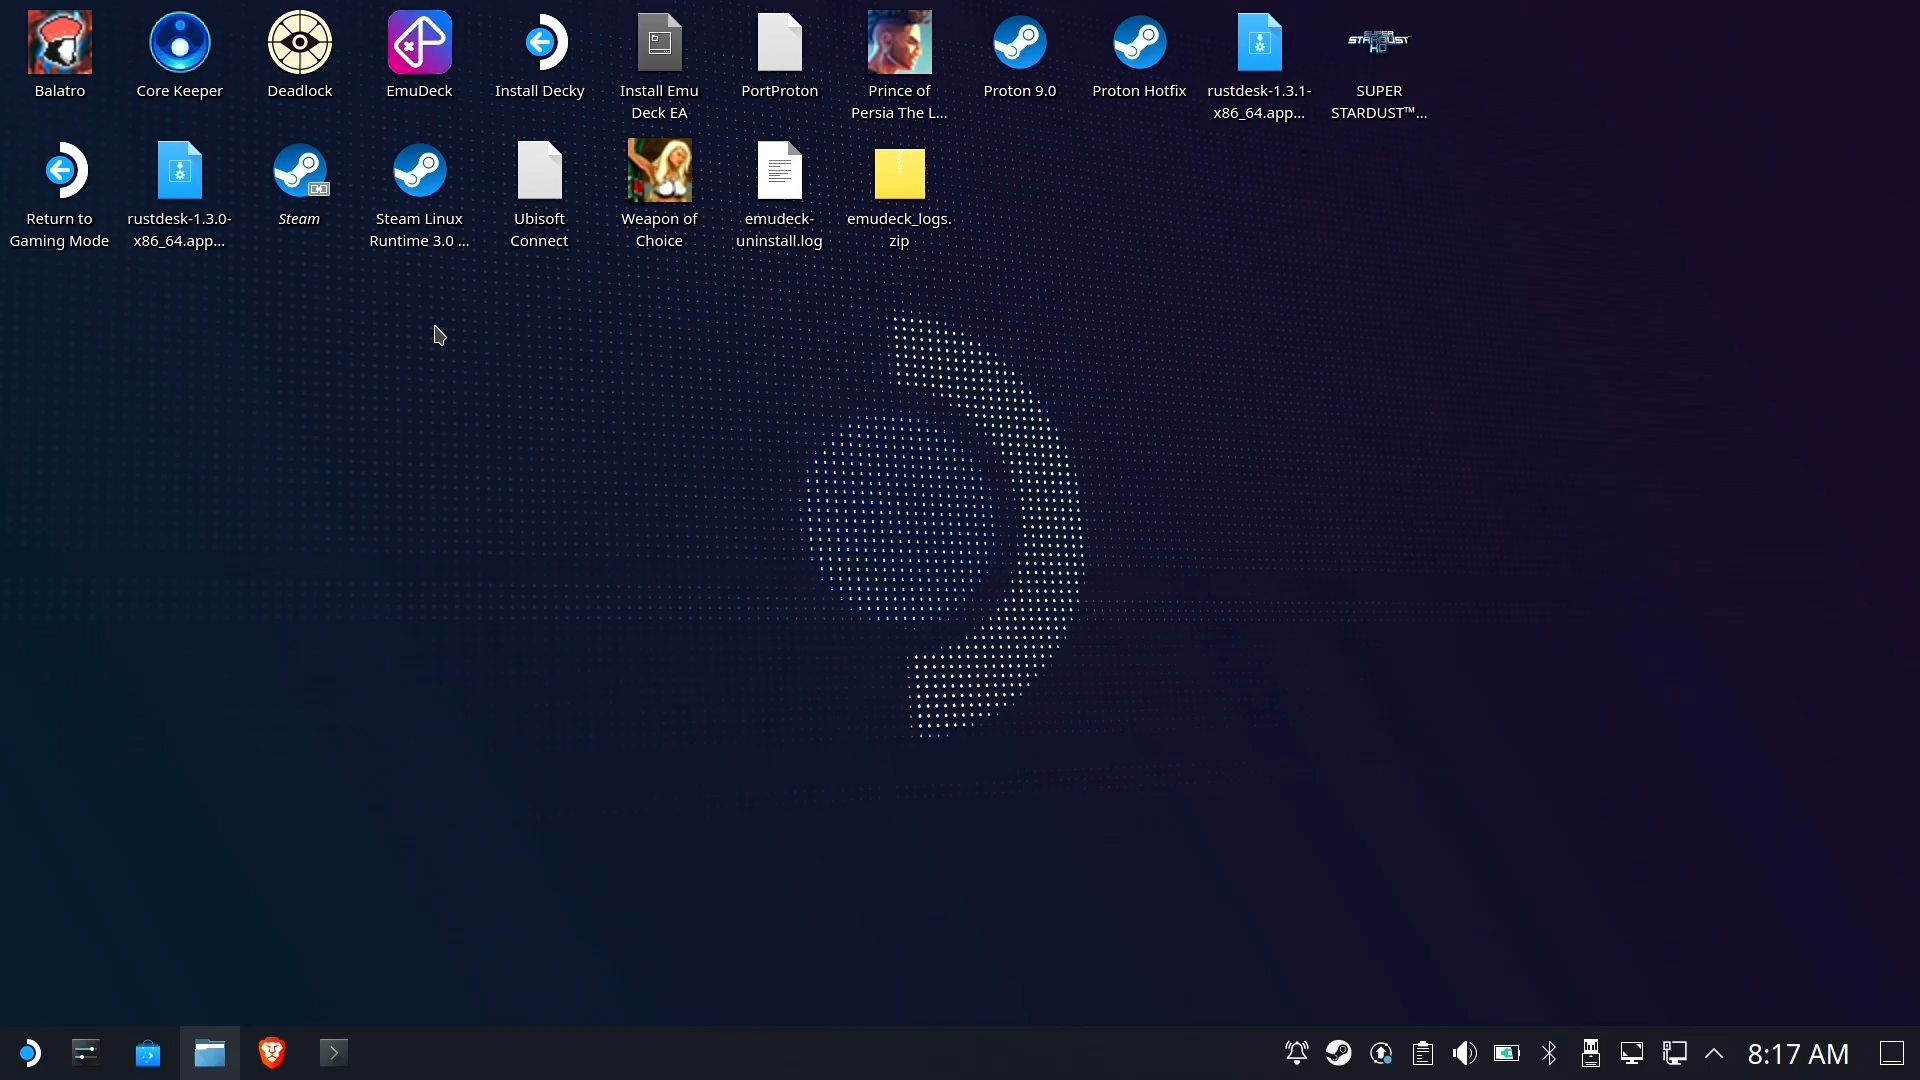 Balatro
Core Keeper
Deadlock
EmuDeck
Install Decky
Install Emu
Deck EA
PortProton
Prince of
Persia The L...
Proton 9.0
Proton Hotfix
rustdesk-1.3.1-
x86_64.app...
SUPER
STARDUST
HD
SUPER
STARDUST™...
Return to
Gaming Mode
rustdesk-1.3.0-
x86_64.app...
Steam
Steam Linux
Runtime 3.0 ...
Ubisoft
Connect
Weapon of
Choice
emudeck-
uninstall.log
emudeck_logs.
zip
8:17 AM